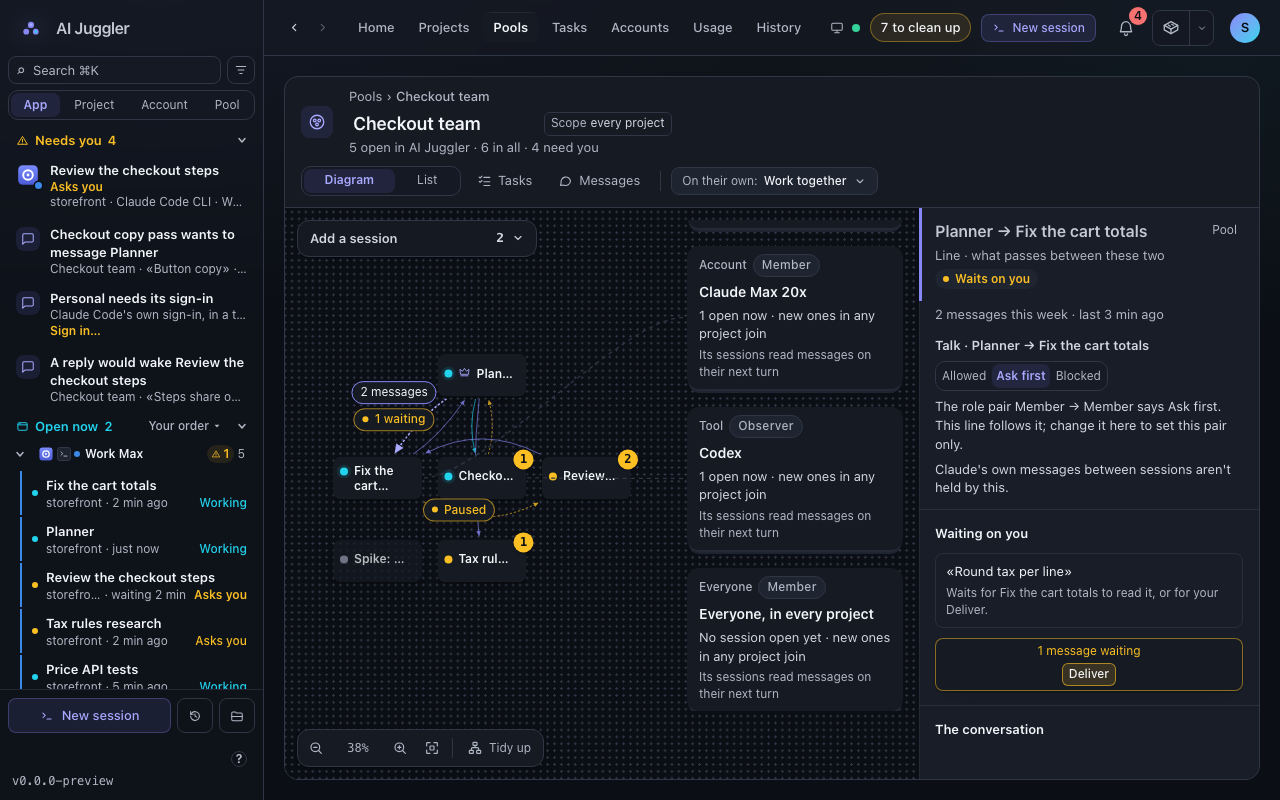 AI Juggler
Search ⌘K
App Project Account Pool
Needs you 4
Review the checkout steps
Asks you
storefront · Claude Code CLI · W…
Checkout copy pass wants to
message Planner
Checkout team · «Button copy» ·…
Personal needs its sign-in
Claude Code's own sign-in, in a t…
Sign in…
A reply would wake Review the
checkout steps
Checkout team · «Steps share o…
Open now 2 Your order
Work Max 1 5
Fix the cart totals
storefront · 2 min ago Working
Planner
storefront · just now Working
Review the checkout steps
storefro… · waiting 2 min Asks you
Tax rules research
storefront · 2 min ago Asks you
Price API tests
storefront · 5 min ago Working
New session
?
v0.0.0-preview
Home Projects Pools Tasks Accounts Usage History 7 to clean up New session 4 S
Pools › Checkout team
Checkout team Scope every project
5 open in AI Juggler · 6 in all · 4 need you
Diagram List Tasks Messages On their own: Work together
Add a session 2
Plan…
2 messages
1 waiting
Fix the
cart…
Checko… 1
Review… 2
Paused
Spike: …
Tax rul… 1
38% Tidy up
Account Member
Claude Max 20x
1 open now · new ones in any
project join
Its sessions read messages on
their next turn
Tool Observer
Codex
1 open now · new ones in any
project join
Its sessions read messages on
their next turn
Everyone Member
Everyone, in every project
No session open yet · new ones
in any project join
Its sessions read messages on
their next turn
Planner → Fix the cart totals Pool
Line · what passes between these two
Waits on you
2 messages this week · last 3 min ago
Talk · Planner → Fix the cart totals
Allowed Ask first Blocked
The role pair Member → Member says Ask first.
This line follows it; change it here to set this pair
only.
Claude's own messages between sessions aren't
held by this.
Waiting on you
«Round tax per line»
Waits for Fix the cart totals to read it, or for your
Deliver.
1 message waiting
Deliver
The conversation